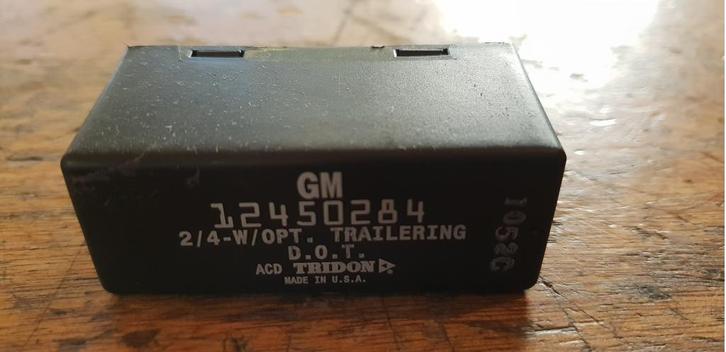 GM
12450284
2/4-W/OPT. TRAILERING
D.O.T.
ACD TRIDON
MADE IN U.S.A.
1052C